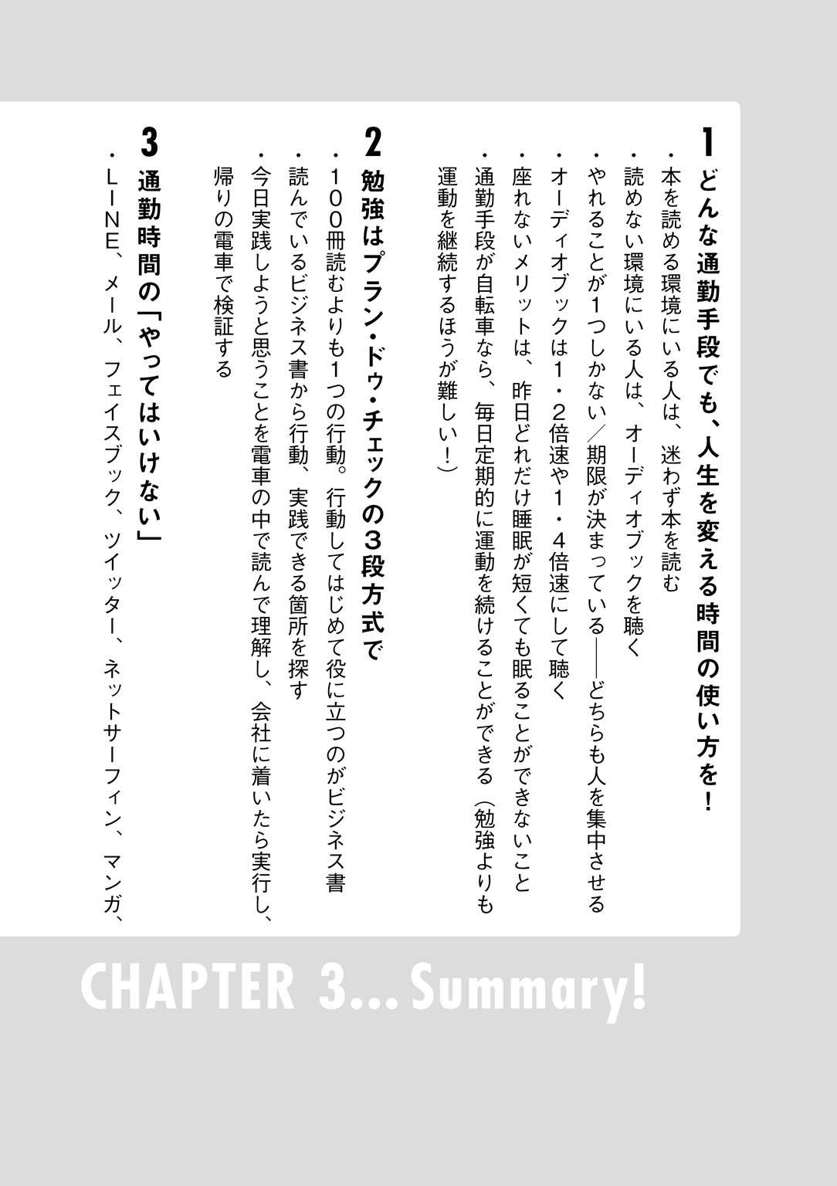 1 どんな通勤手段でも、人生を変える時間の使い方を！
・本を読める環境にいる人は、迷わず本を読む
・読めない環境にいる人は、オーディオブックを聴く
・やれることが1つしかない／期限が決まっている——どちらも人を集中させる
・オーディオブックは1・2倍速や1・4倍速にして聴く
・座れないメリットは、昨日どれだけ睡眠が短くても眠ることができないこと
・通勤手段が自転車なら、毎日定期的に運動を続けることができる（勉強よりも
運動を継続するほうが難しい！）
2 勉強はプラン・ドゥ・チェックの3段方式で
・100冊読むよりも1つの行動。行動してはじめて役に立つのがビジネス書
・読んでいるビジネス書から行動、実践できる箇所を探す
・今日実践しようと思うことを電車の中で読んで理解し、会社に着いたら実行し、
帰りの電車で検証する
3 通勤時間の「やってはいけない」
・LINE、メール、フェイスブック、ツイッター、ネットサーフィン、マンガ、
CHAPTER 3... Summary!